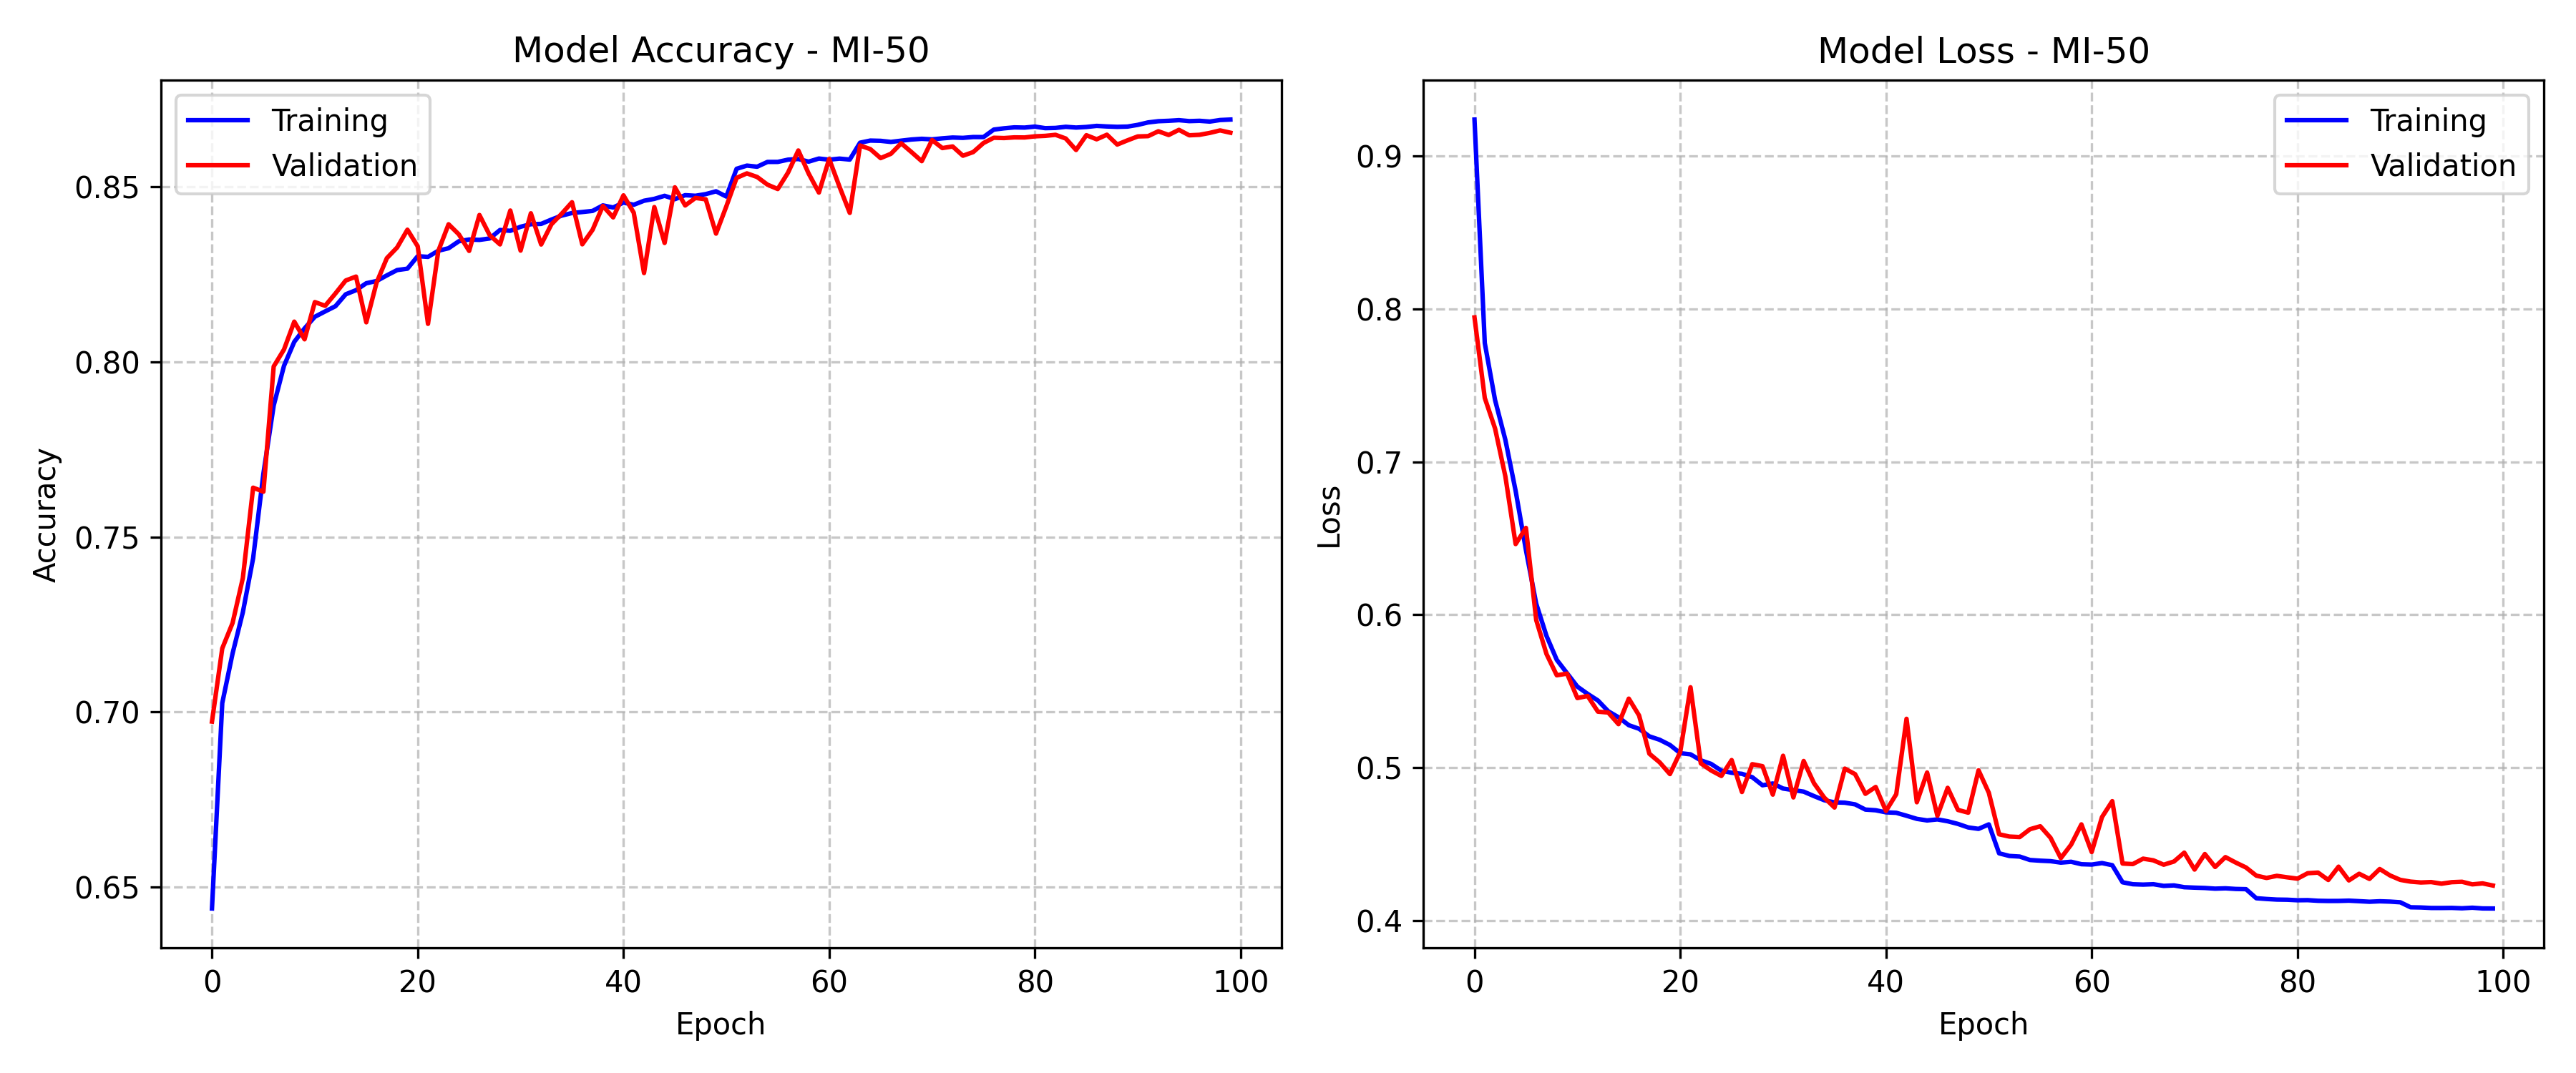 Model Accuracy - MI-50
Training
Validation
0.85
0.80
0.75
0.70
0.65
Accuracy
0 20 40 60 80 100
Epoch
Model Loss - MI-50
Training
Validation
0.9
0.8
0.7
0.6
0.5
0.4
Loss
0 20 40 60 80 100
Epoch